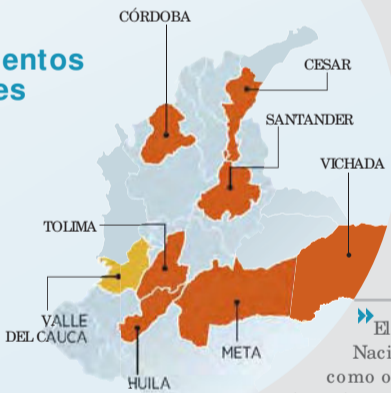 CÓRDOBA
entos
es
CESAR
SANTANDER
VICHADA
TOLIMA
VALLE
DEL CAUCA
META
HUILA
»El
Naci
como o